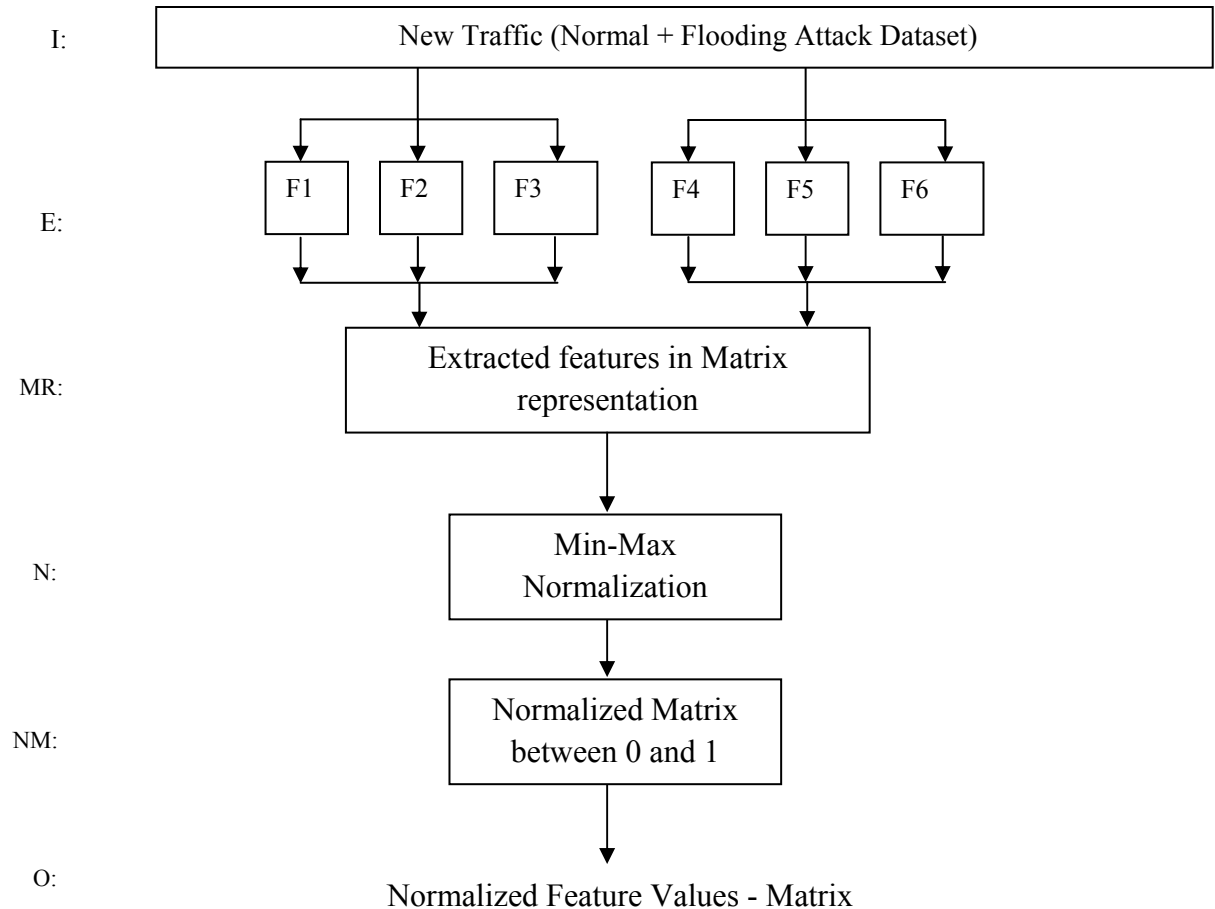 I:
New Traffic (Normal + Flooding Attack Dataset)
E:
F1
F2
F3
F4
F5
F6
MR:
Extracted features in Matrix
representation
N:
Min-Max
Normalization
NM:
Normalized Matrix
between 0 and 1
O:
Normalized Feature Values - Matrix